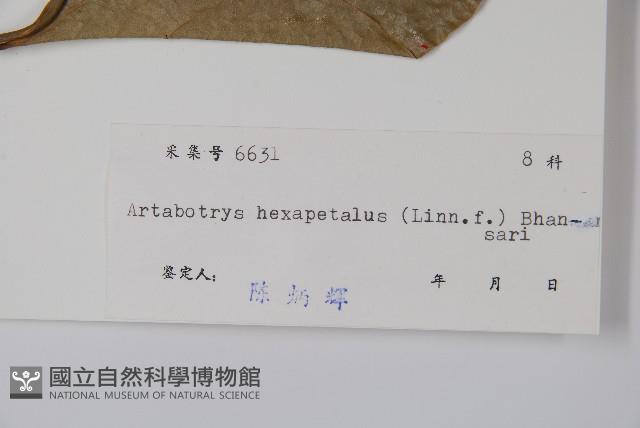 采集号 6631 8 科
Artabotrys hexapetalus (Linn.f.) Bhan-
sari
鉴定人: 陈炳辉 年 月 日
國立自然科學博物館
NATIONAL MUSEUM OF NATURAL SCIENCE